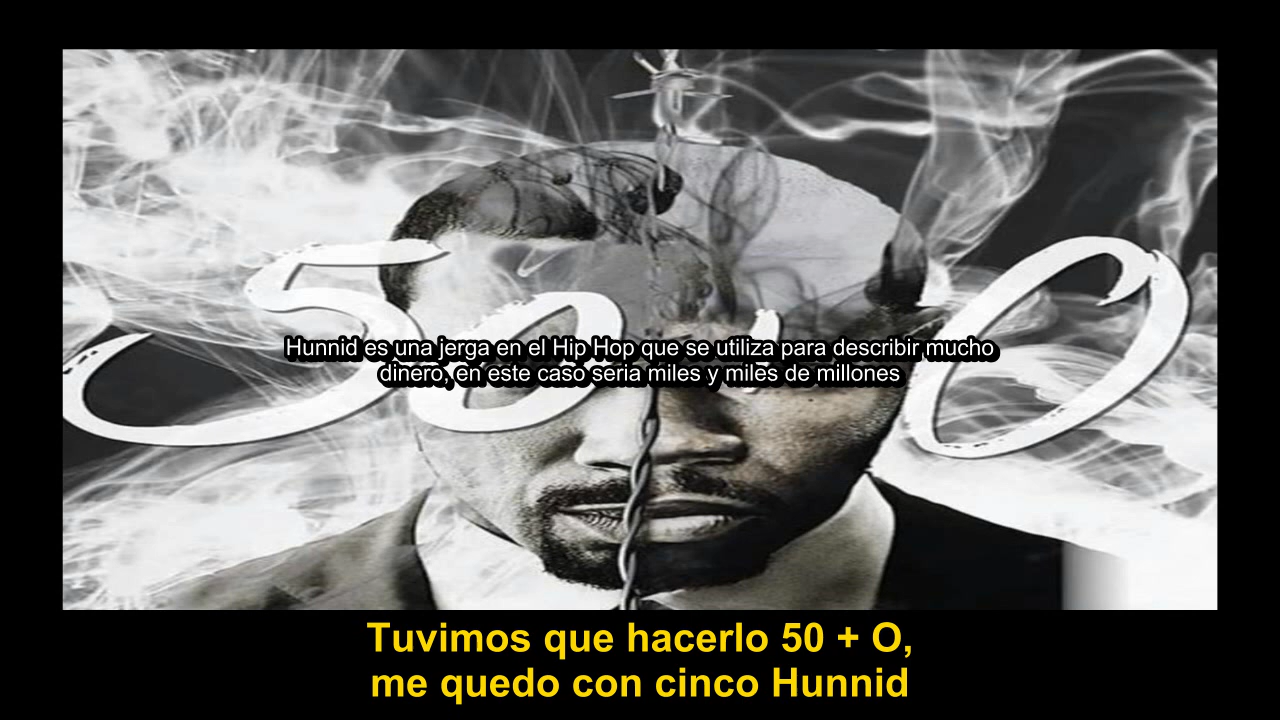 50 + O
Hunnid es una jerga en el Hip Hop que se utiliza para describir mucho
dinero, en este caso seria miles y miles de millones
Tuvimos que hacerlo 50 + O,
me quedo con cinco Hunnid